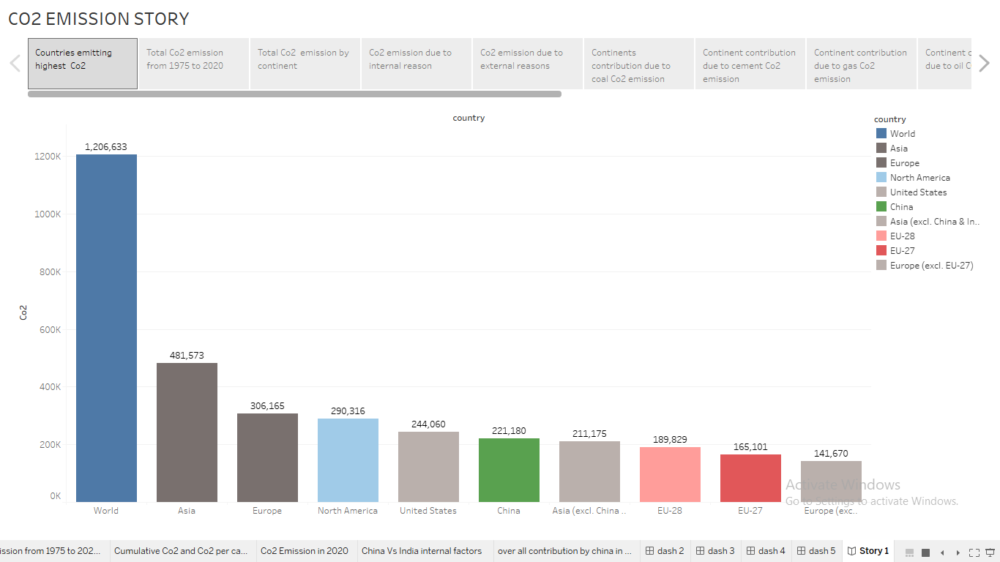 CO2 EMISSION STORY
Countries emitting
highest Co2
Total Co2 emission
from 1975 to 2020
Total Co2 emission by
continent
Co2 emission due to
internal reason
Co2 emission due to
external reasons
Continents
contribution due to
coal Co2 emission
Continent contribution
due to cement Co2
emission
Continent contribution
due to gas Co2
emission
Continent c
due to oil C
country
country
World
Asia
Europe
North America
United States
China
Asia (excl. China & In..
EU-28
EU-27
Europe (excl. EU-27)
Co2
1200K
1000K
800K
600K
400K
200K
0K
1,206,633
481,573
306,165
290,316
244,060
221,180
211,175
189,829
165,101
141,670
World
Asia
Europe
North America
United States
China
Asia (excl. China ..
EU-28
EU-27
Europe (exc..
Activate Windows
Go to Settings to activate Windows.
ission from 1975 to 202...
Cumulative Co2 and Co2 per ca...
Co2 Emission in 2020
China Vs India internal factors
over all contribution by china in ...
dash 2
dash 3
dash 4
dash 5
Story 1